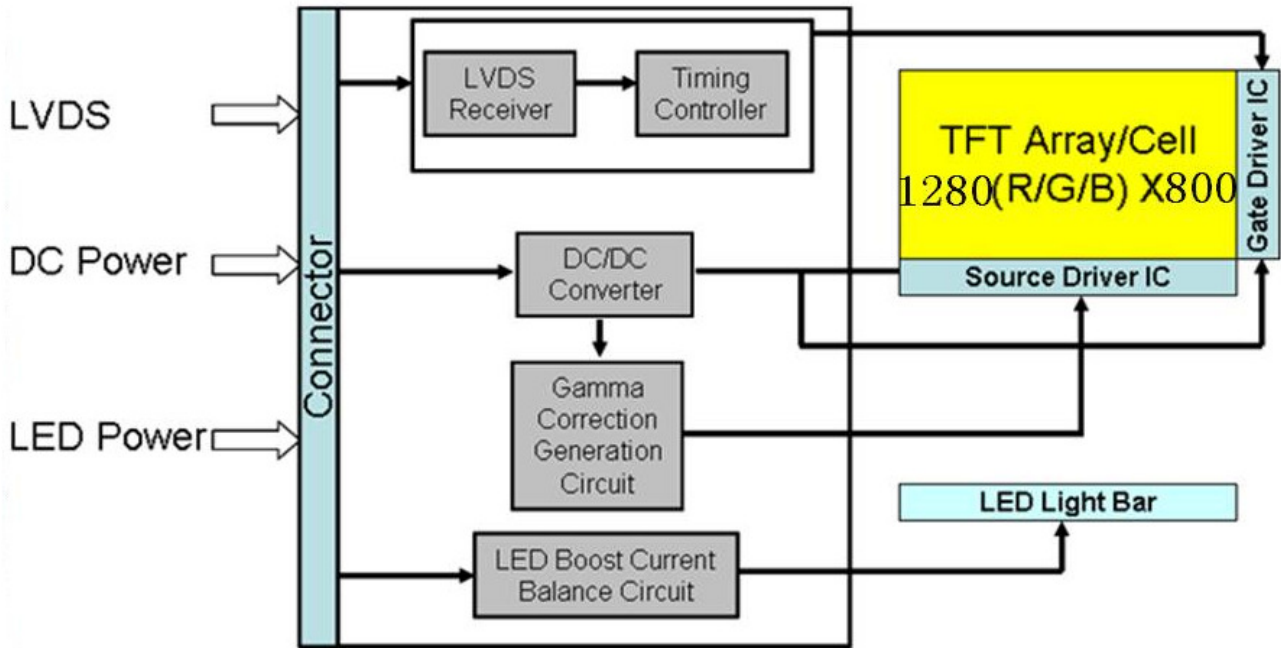 LVDS
DC Power
LED Power
Connector
LVDS
Receiver
Timing
Controller
DC/DC
Converter
Gamma
Correction
Generation
Circuit
LED Boost Current
Balance Circuit
TFT Array/Cell
1280(R/G/B) X800
Gate Driver IC
Source Driver IC
LED Light Bar